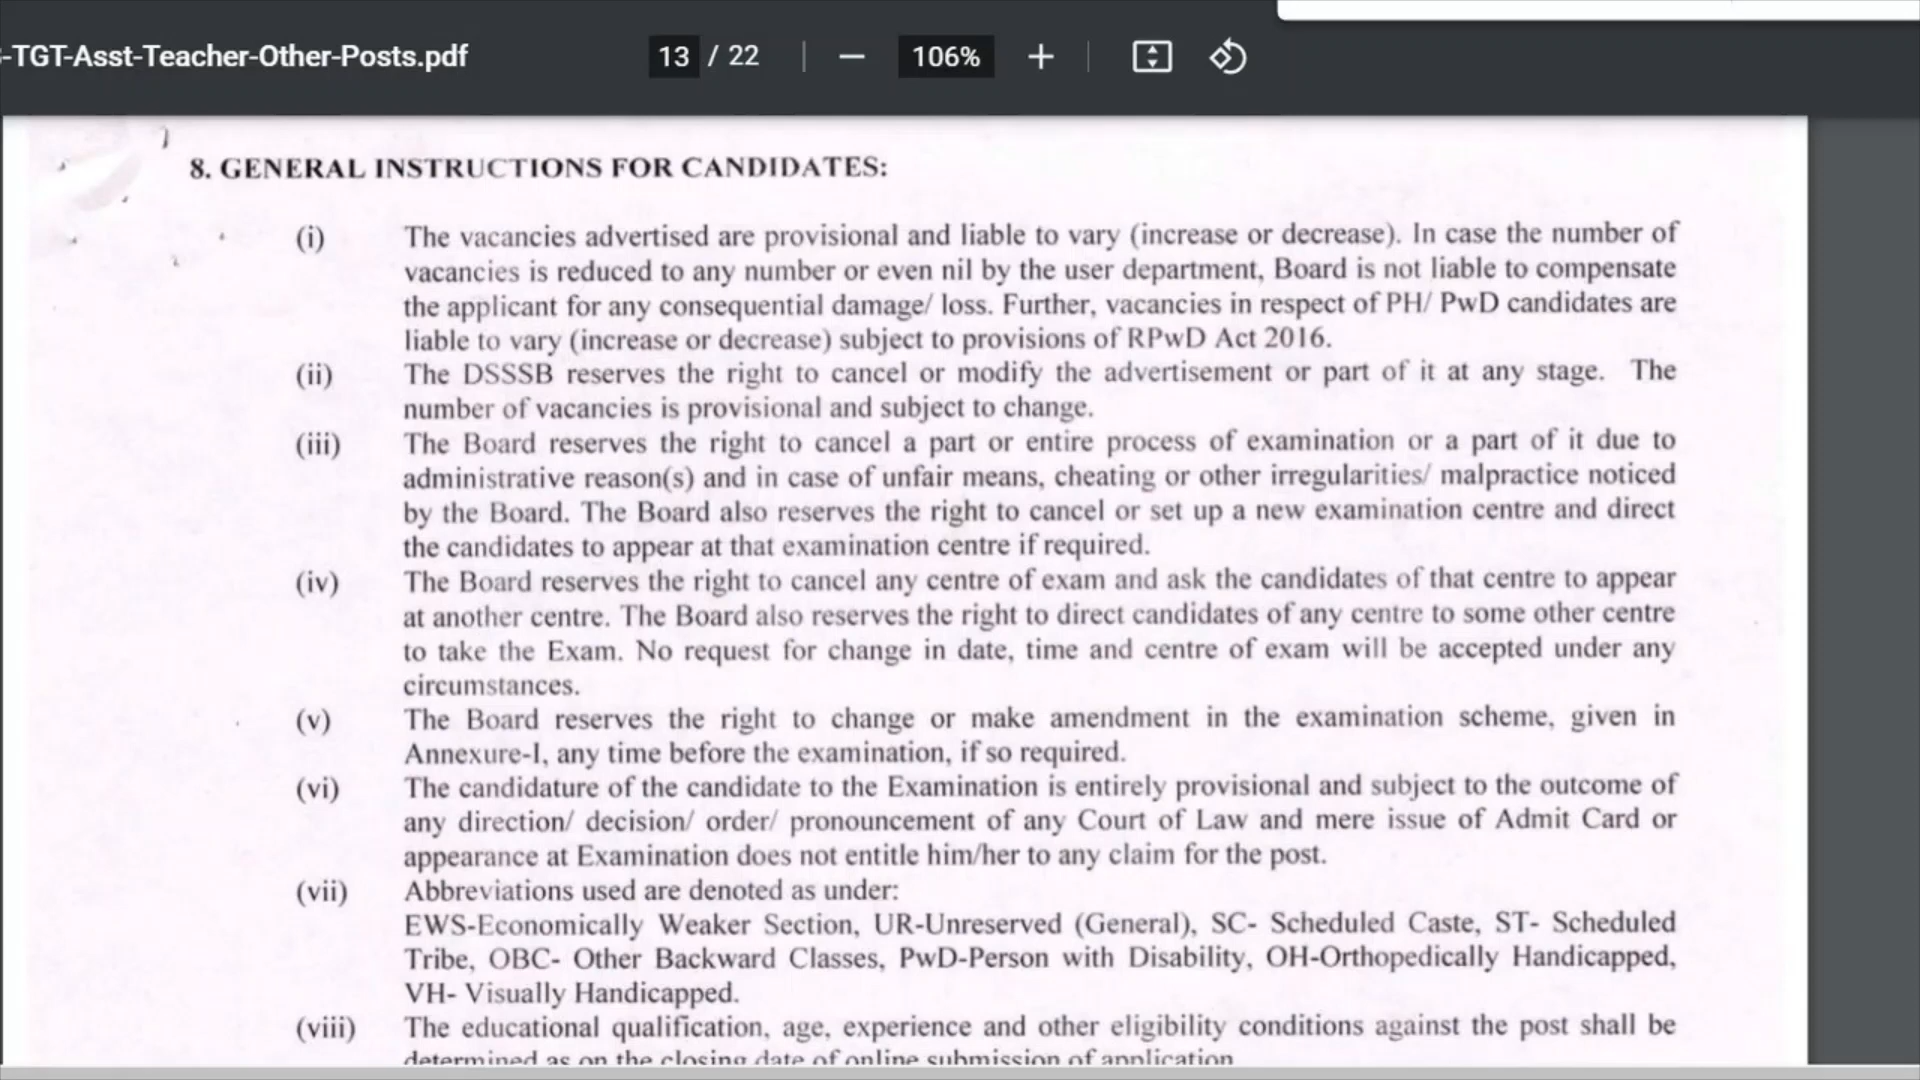 -TGT-Asst-Teacher-Other-Posts.pdf
13 / 22
106%
8. GENERAL INSTRUCTIONS FOR CANDIDATES:
(i) The vacancies advertised are provisional and liable to vary (increase or decrease). In case the number of
vacancies is reduced to any number or even nil by the user department, Board is not liable to compensate
the applicant for any consequential damage/ loss. Further, vacancies in respect of PH/ PwD candidates are
liable to vary (increase or decrease) subject to provisions of RPwD Act 2016.
(ii) The DSSSB reserves the right to cancel or modify the advertisement or part of it at any stage. The
number of vacancies is provisional and subject to change.
(iii) The Board reserves the right to cancel a part or entire process of examination or a part of it due to
administrative reason(s) and in case of unfair means, cheating or other irregularities/ malpractice noticed
by the Board. The Board also reserves the right to cancel or set up a new examination centre and direct
the candidates to appear at that examination centre if required.
(iv) The Board reserves the right to cancel any centre of exam and ask the candidates of that centre to appear
at another centre. The Board also reserves the right to direct candidates of any centre to some other centre
to take the Exam. No request for change in date, time and centre of exam will be accepted under any
circumstances.
(v) The Board reserves the right to change or make amendment in the examination scheme, given in
Annexure-I, any time before the examination, if so required.
(vi) The candidature of the candidate to the Examination is entirely provisional and subject to the outcome of
any direction/ decision/ order/ pronouncement of any Court of Law and mere issue of Admit Card or
appearance at Examination does not entitle him/her to any claim for the post.
(vii) Abbreviations used are denoted as under:
EWS-Economically Weaker Section, UR-Unreserved (General), SC- Scheduled Caste, ST- Scheduled
Tribe, OBC- Other Backward Classes, PwD-Person with Disability, OH-Orthopedically Handicapped,
VH- Visually Handicapped.
(viii) The educational qualification, age, experience and other eligibility conditions against the post shall be
determined as on the closing date of online submission of application